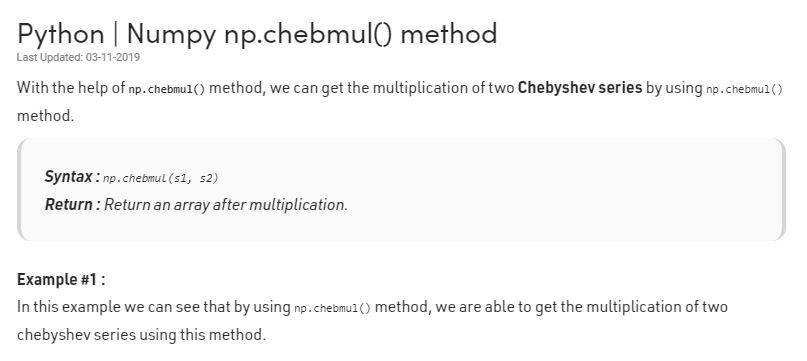 Python | Numpy np.chebmul() method
Last Updated: 03-11-2019
With the help of np.chebmul() method, we can get the multiplication of two Chebyshev series by using np.chebmul()
method.
Syntax : np.chebmul(s1, s2)
Return : Return an array after multiplication.
Example #1 :
In this example we can see that by using np.chebmul() method, we are able to get the multiplication of two
chebyshev series using this method.